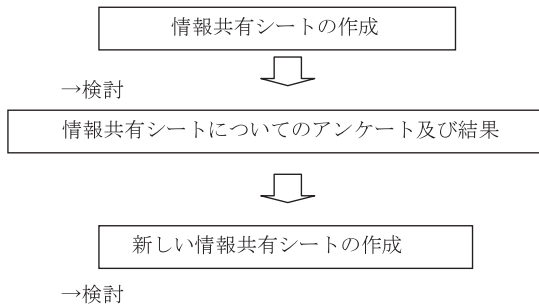 情報共有シートの作成
→検討
情報共有シートについてのアンケート及び結果
新しい情報共有シートの作成
→検討